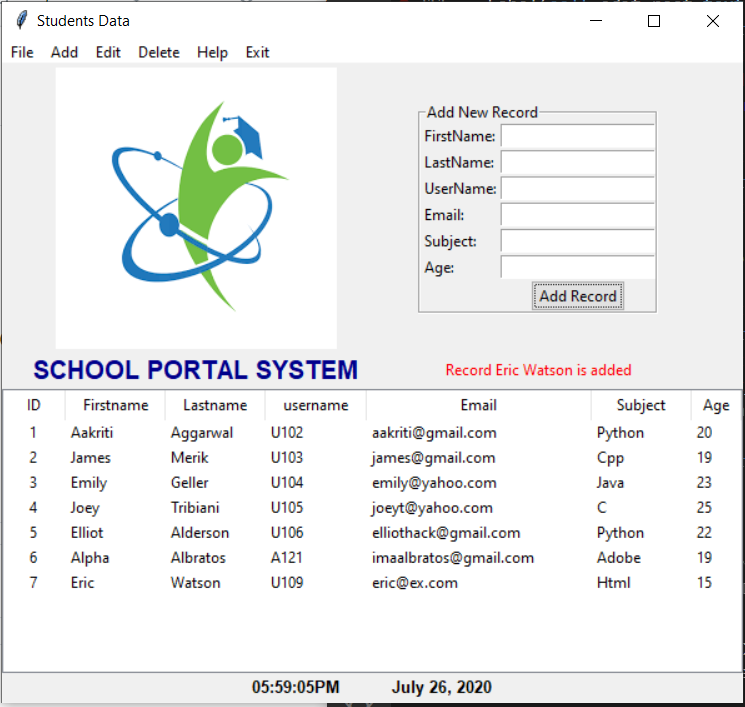 Students Data
File Add Edit Delete Help Exit
Add New Record
FirstName:
LastName:
UserName:
Email:
Subject:
Age:
Add Record
SCHOOL PORTAL SYSTEM
Record Eric Watson is added
ID Firstname Lastname username Email Subject Age
1 Aakriti Aggarwal U102 aakriti@gmail.com Python 20
2 James Merik U103 james@gmail.com Cpp 19
3 Emily Geller U104 emily@yahoo.com Java 23
4 Joey Tribiani U105 joeyt@yahoo.com C 25
5 Elliot Alderson U106 elliothack@gmail.com Python 22
6 Alpha Albratos A121 imaalbratos@gmail.com Adobe 19
7 Eric Watson U109 eric@ex.com Html 15
05:59:05PM July 26, 2020